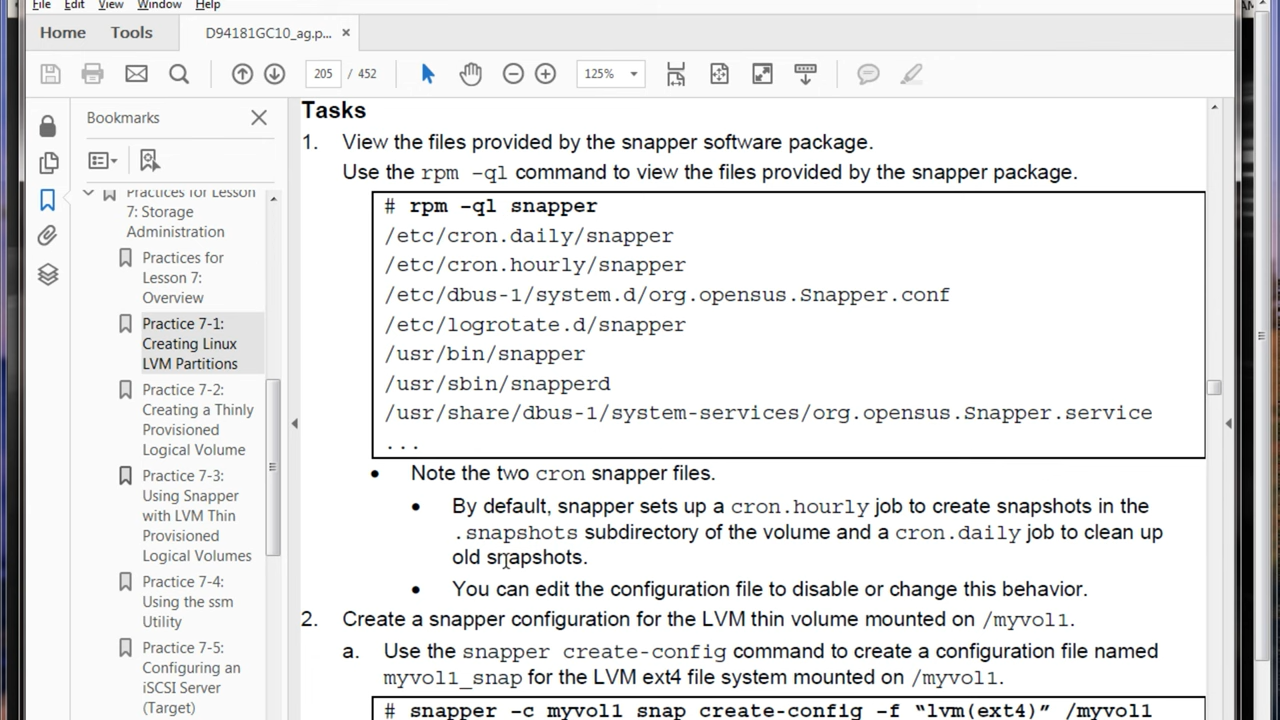 File Edit View Window Help
Home Tools D94181GC10_ag.p... ×
205 / 452 125%
Bookmarks
Practices for Lesson
7: Storage
Administration
Practices for
Lesson 7:
Overview
Practice 7-1:
Creating Linux
LVM Partitions
Practice 7-2:
Creating a Thinly
Provisioned
Logical Volume
Practice 7-3:
Using Snapper
with LVM Thin
Provisioned
Logical Volumes
Practice 7-4:
Using the ssm
Utility
Practice 7-5:
Configuring an
iSCSI Server
(Target)
Tasks
1. View the files provided by the snapper software package.
Use the rpm –ql command to view the files provided by the snapper package.
# rpm –ql snapper
/etc/cron.daily/snapper
/etc/cron.hourly/snapper
/etc/dbus-1/system.d/org.opensus.Snapper.conf
/etc/logrotate.d/snapper
/usr/bin/snapper
/usr/sbin/snapperd
/usr/share/dbus-1/system-services/org.opensus.Snapper.service
...
• Note the two cron snapper files.
• By default, snapper sets up a cron.hourly job to create snapshots in the
.snapshots subdirectory of the volume and a cron.daily job to clean up
old snapshots.
• You can edit the configuration file to disable or change this behavior.
2. Create a snapper configuration for the LVM thin volume mounted on /myvol1.
a. Use the snapper create-config command to create a configuration file named
myvol1_snap for the LVM ext4 file system mounted on /myvol1.
# snapper -c myvol1 snap create-config -f “lvm(ext4)” /myvol1